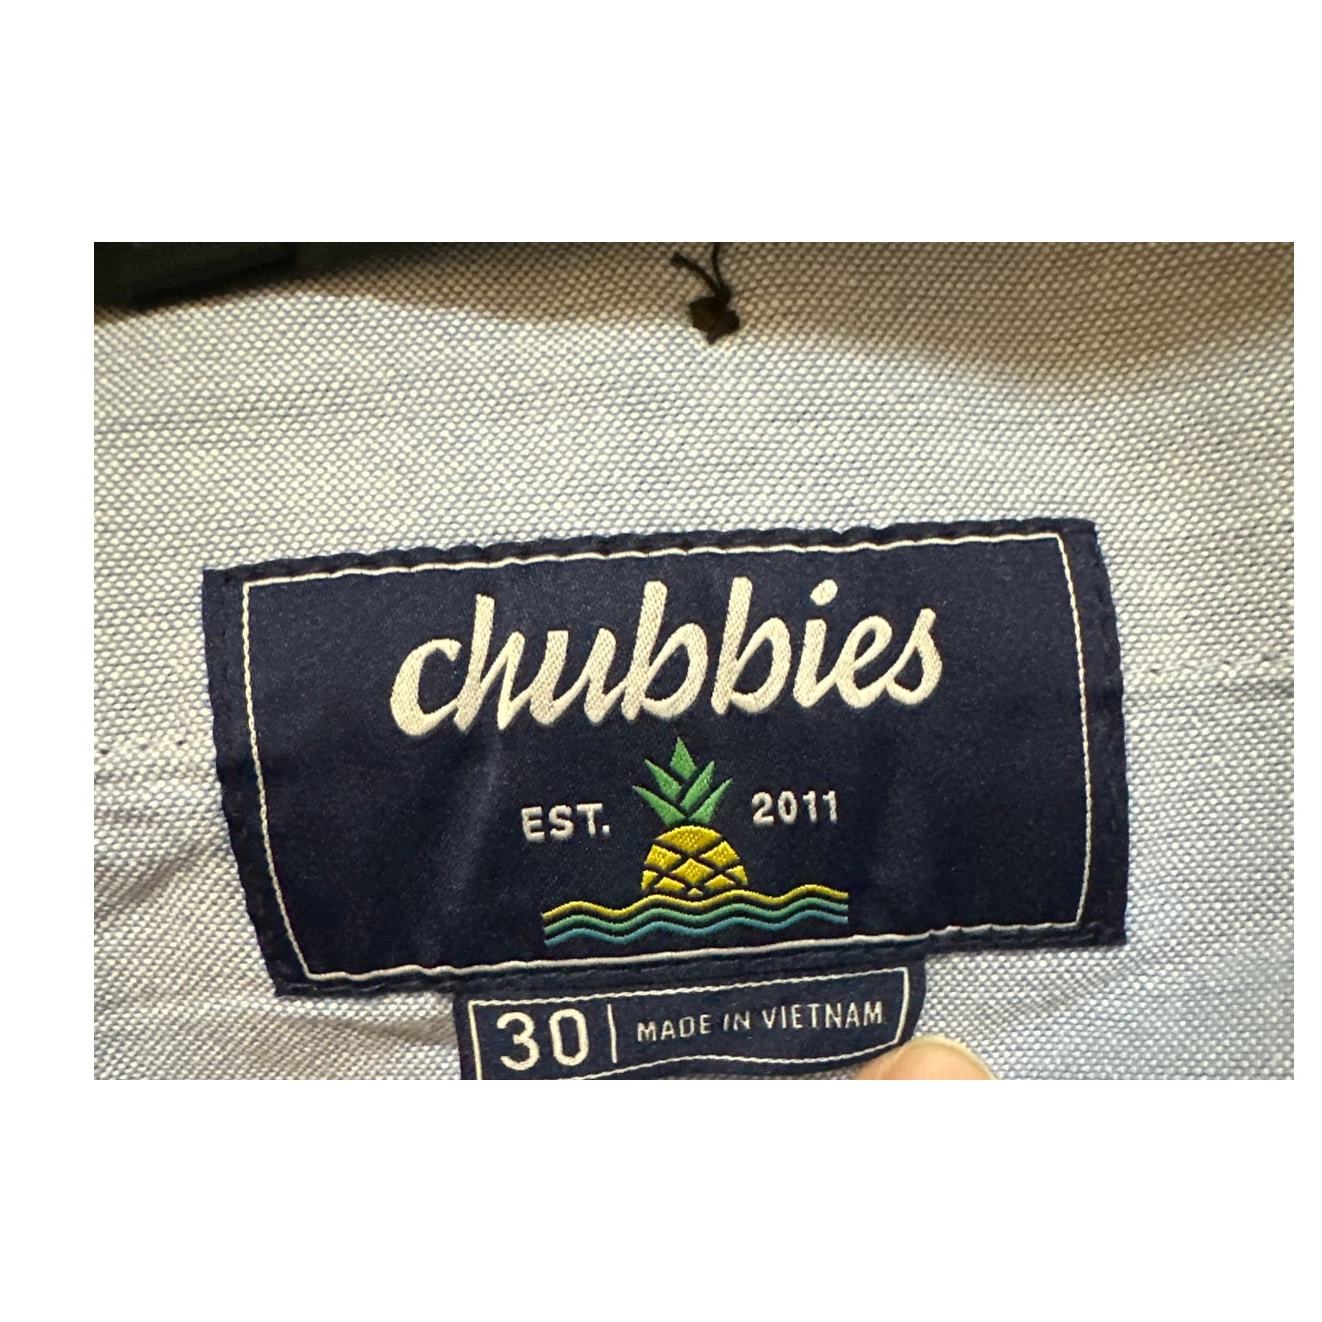 chubbies
EST. 2011
30 | MADE IN VIETNAM